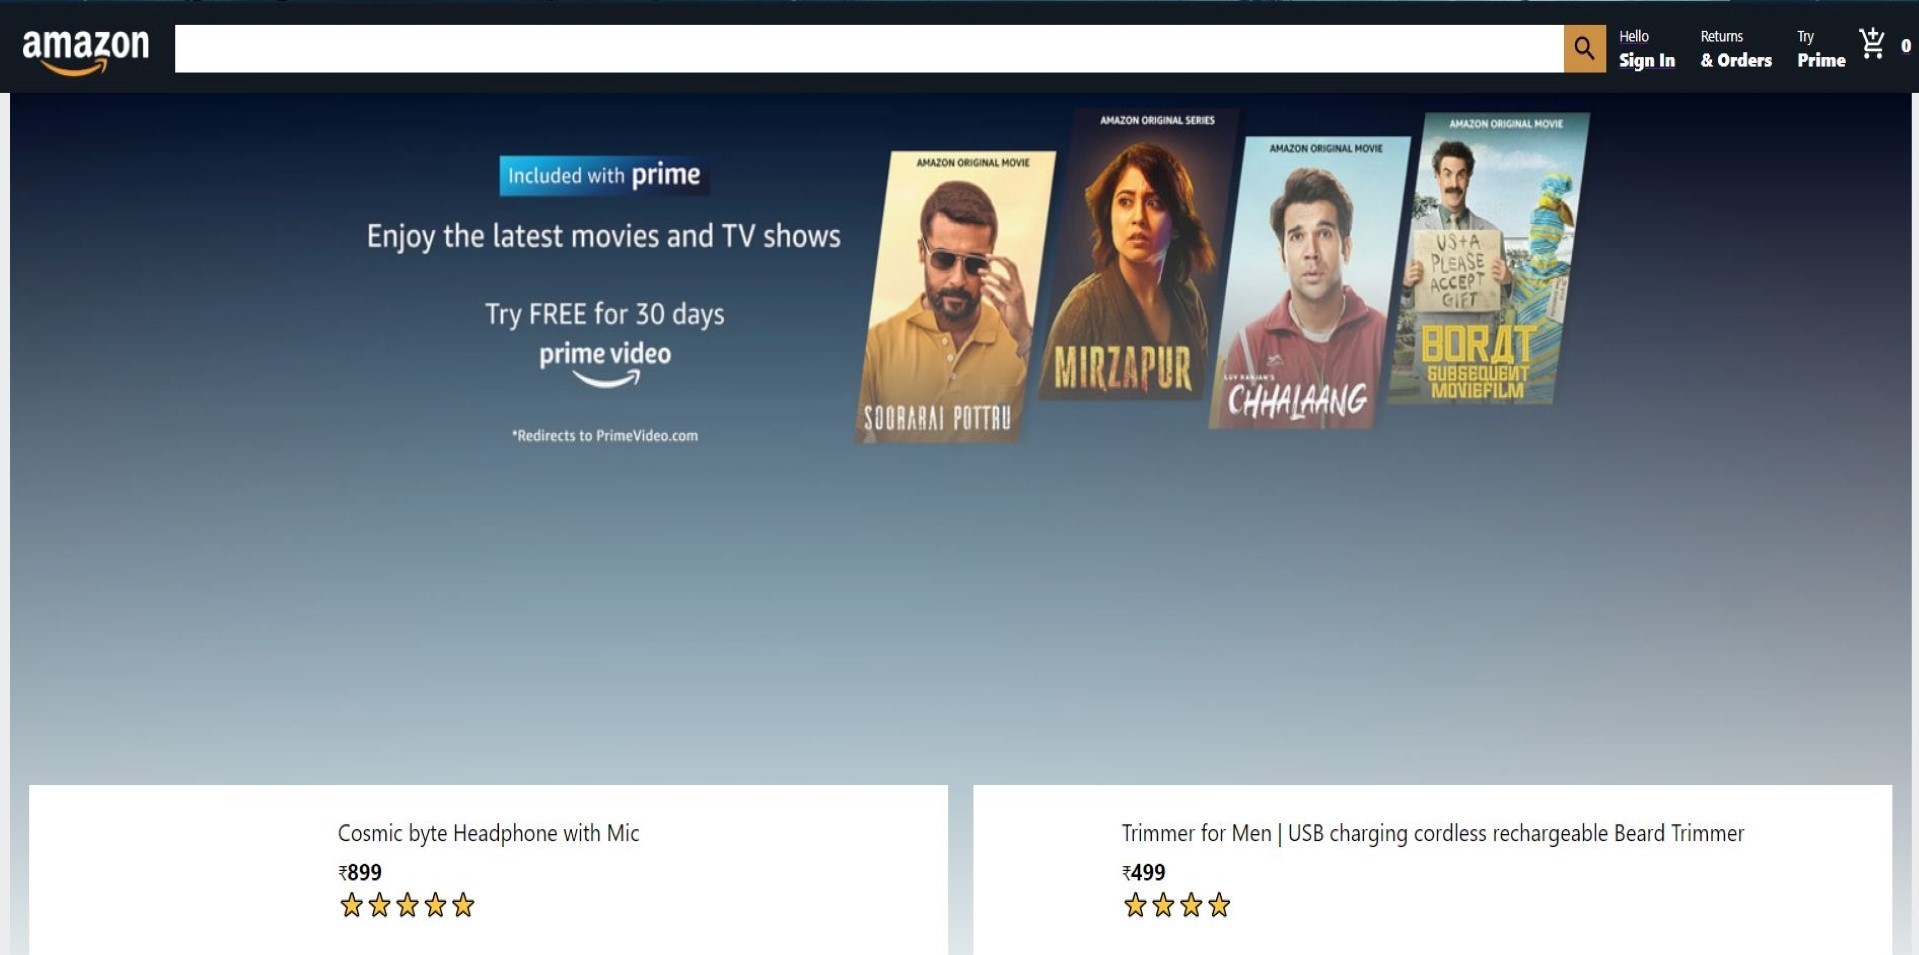 amazon
Hello
Sign In
Returns
& Orders
Try
Prime
0
Included with prime
Enjoy the latest movies and TV shows
Try FREE for 30 days
prime video
*Redirects to PrimeVideo.com
AMAZON ORIGINAL MOVIE
SOORARAI POTTRU
AMAZON ORIGINAL SERIES
MIRZAPUR
AMAZON ORIGINAL MOVIE
LUV RANJAN'S
CHHALAANG
AMAZON ORIGINAL MOVIE
US+A
PLEASE
ACCEPT
GIFT
BORAT
SUBSEQUENT
MOVIEFILM
Cosmic byte Headphone with Mic
₹899
Trimmer for Men | USB charging cordless rechargeable Beard Trimmer
₹499